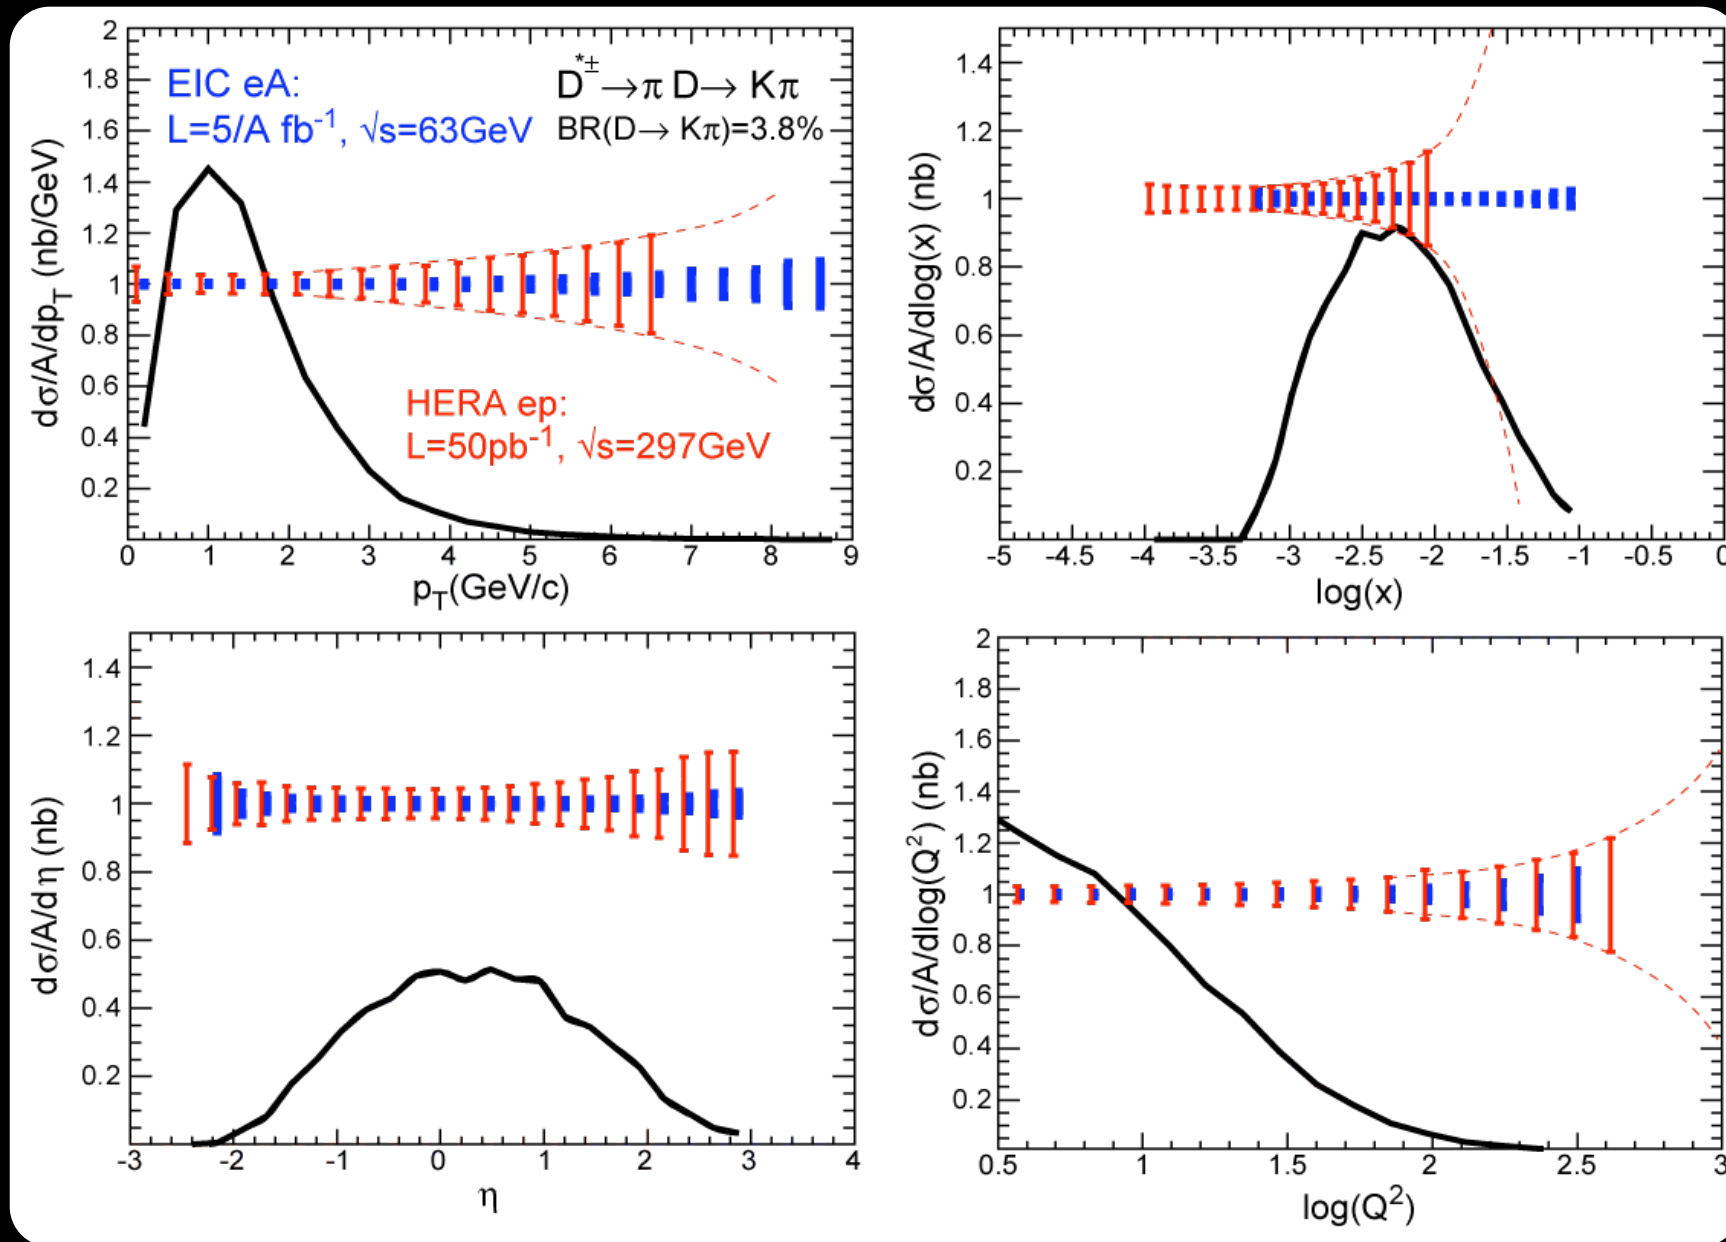 dσ/A/dp_T (nb/GeV)
2
1.8
1.6
1.4
1.2
1
0.8
0.6
0.4
0.2
EIC eA:
L=5/A fb⁻¹, √s=63GeV
D*± →π D→ Kπ
BR(D→ Kπ)=3.8%
HERA ep:
L=50pb⁻¹, √s=297GeV
0 1 2 3 4 5 6 7 8 9
p_T(GeV/c)
dσ/A/dlog(x) (nb)
1.4
1.2
1
0.8
0.6
0.4
0.2
-5 -4.5 -4 -3.5 -3 -2.5 -2 -1.5 -1 -0.5 0
log(x)
dσ/A/dη (nb)
1.4
1.2
1
0.8
0.6
0.4
0.2
-3 -2 -1 0 1 2 3 4
η
dσ/A/dlog(Q²) (nb)
2
1.8
1.6
1.4
1.2
1
0.8
0.6
0.4
0.2
0.5 1 1.5 2 2.5 3
log(Q²)